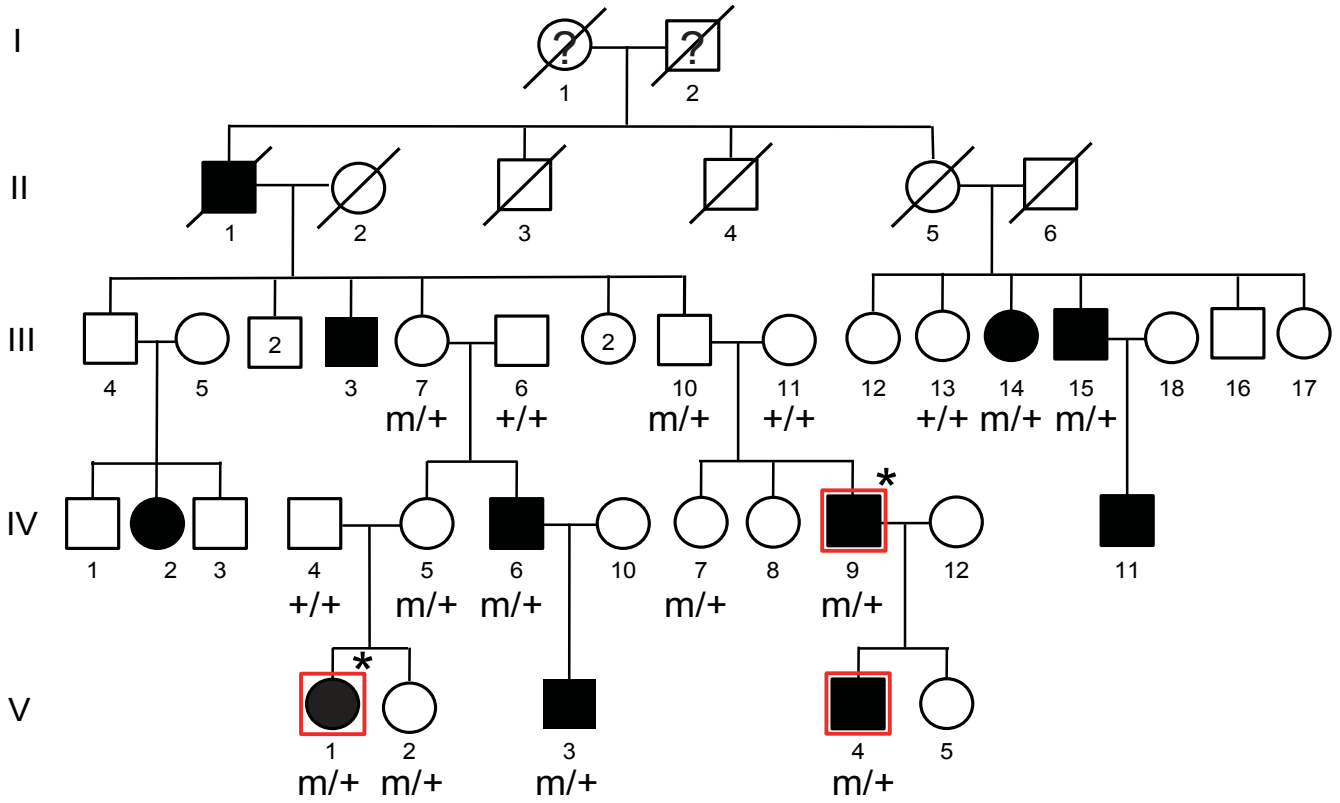 I
? ?
1 2
II
1 2 3 4 5 6
III
2 2
4 5 3 7 6 10 11 12 13 14 15 18 16 17
m/+ +/+ m/+ +/+ +/+ m/+ m/+
*
IV
1 2 3 4 5 6 10 7 8 9 12 11
+/+ m/+ m/+ m/+ m/+
*
V
1 2 3 4 5
m/+ m/+ m/+ m/+